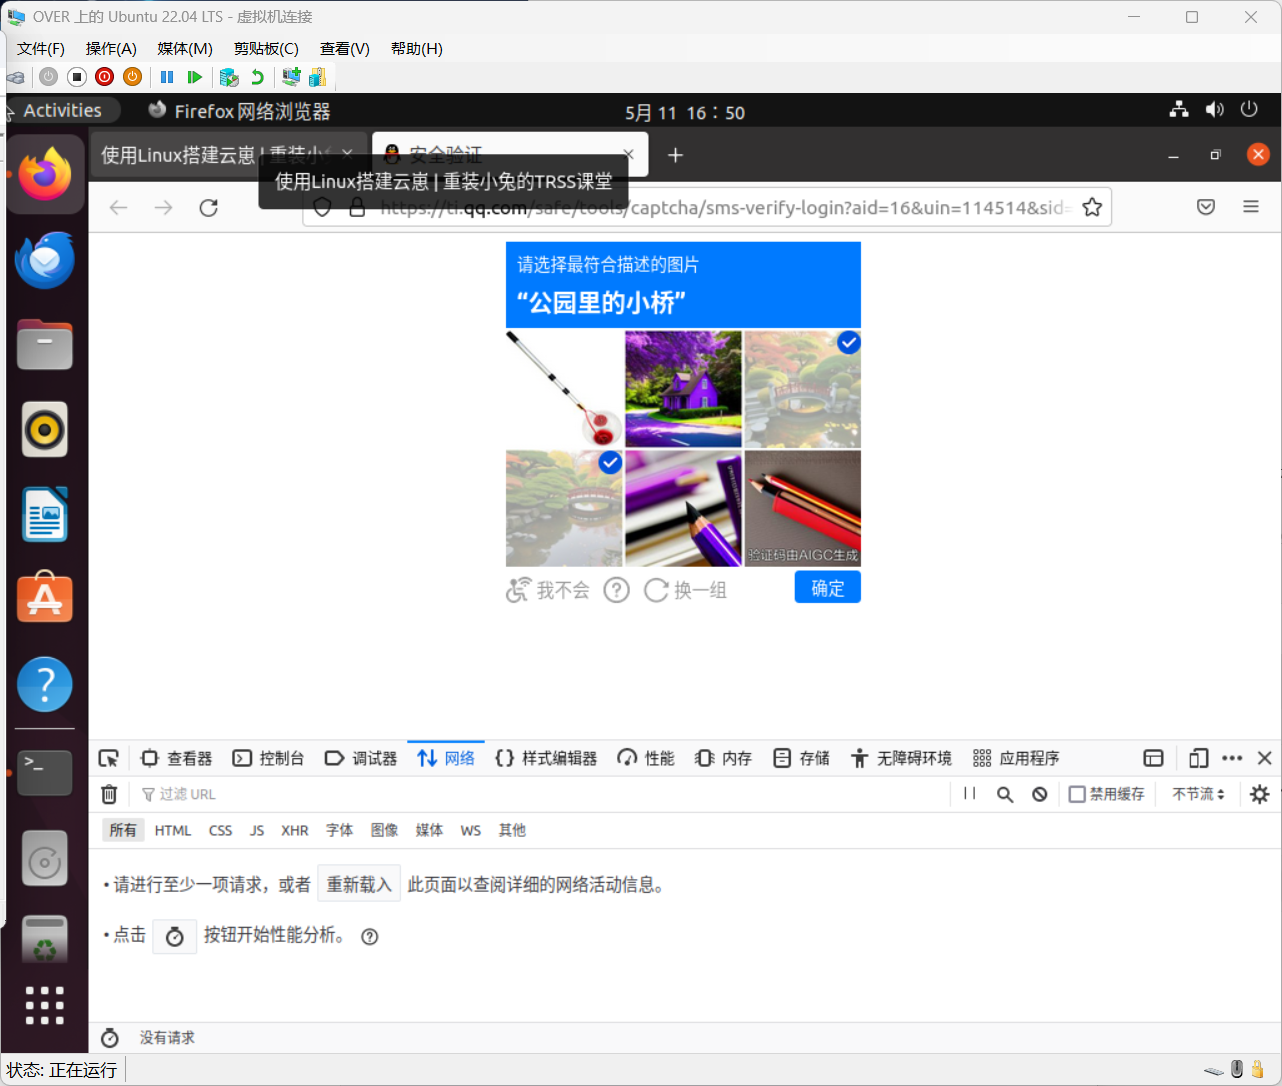 OVER 上的 Ubuntu 22.04 LTS - 虚拟机连接
文件(F) 操作(A) 媒体(M) 剪贴板(C) 查看(V) 帮助(H)
Activities Firefox 网络浏览器 5月 11 16：50
使用Linux搭建云崽 | 重装小 安全验证
使用Linux搭建云崽 | 重装小兔的TRSS课堂
https://ti.qq.com/safe/tools/captcha/sms-verify-login?aid=16&uin=114514&sid=
请选择最符合描述的图片
“公园里的小桥”
验证码由AIGC生成
我不会 换一组 确定
查看器 控制台 调试器 网络 样式编辑器 性能 内存 存储 无障碍环境 应用程序
过滤 URL 禁用缓存 不节流
所有 HTML CSS JS XHR 字体 图像 媒体 WS 其他
• 请进行至少一项请求，或者 重新载入 此页面以查阅详细的网络活动信息。
• 点击 按钮开始性能分析。
没有请求
状态: 正在运行